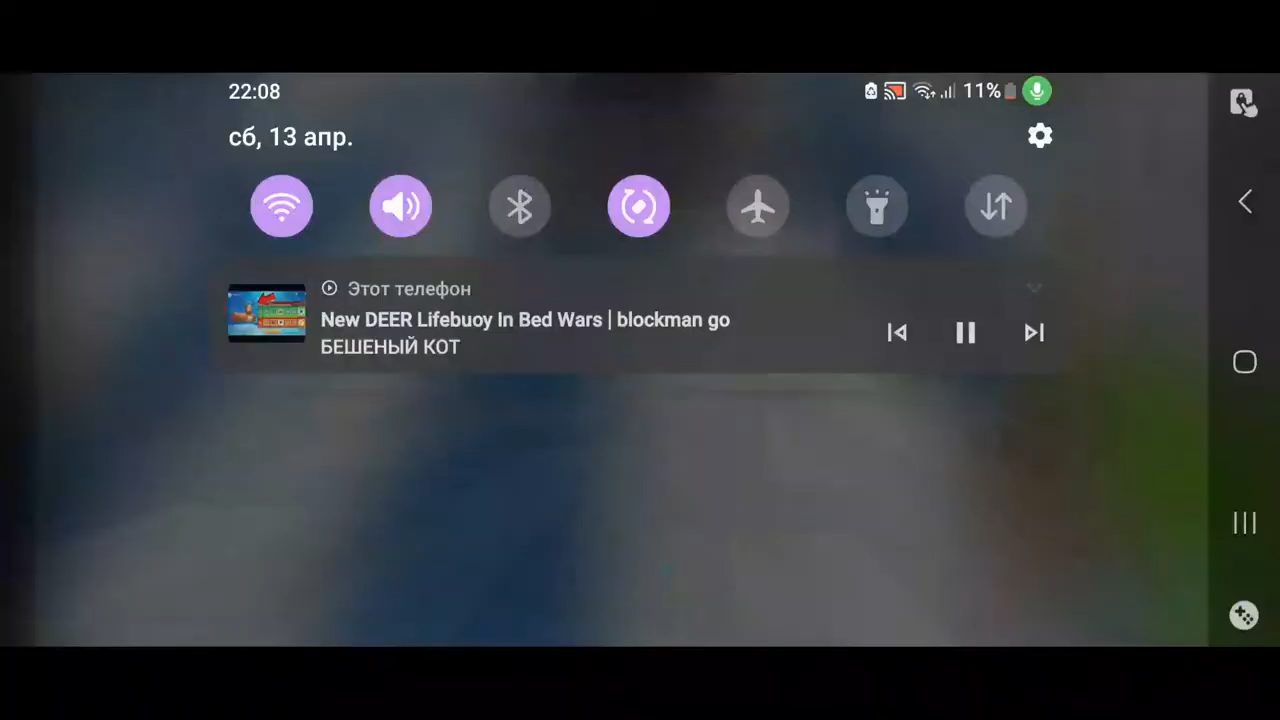 22:08
11%
сб, 13 апр.
Этот телефон
New DEER Lifebuoy In Bed Wars | blockman go
БЕШЕНЫЙ КОТ